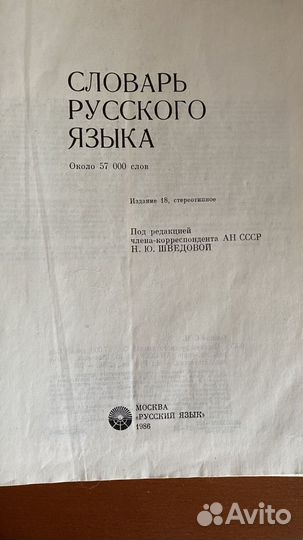 СЛОВАРЬ
РУССКОГО
ЯЗЫКА
Около 57 000 слов
Издание 18, стереотипное
Под редакцией
члена-корреспондента АН СССР
Н. Ю. ШВЕДОВОЙ
МОСКВА
«РУССКИЙ ЯЗЫК»
1986
Avito